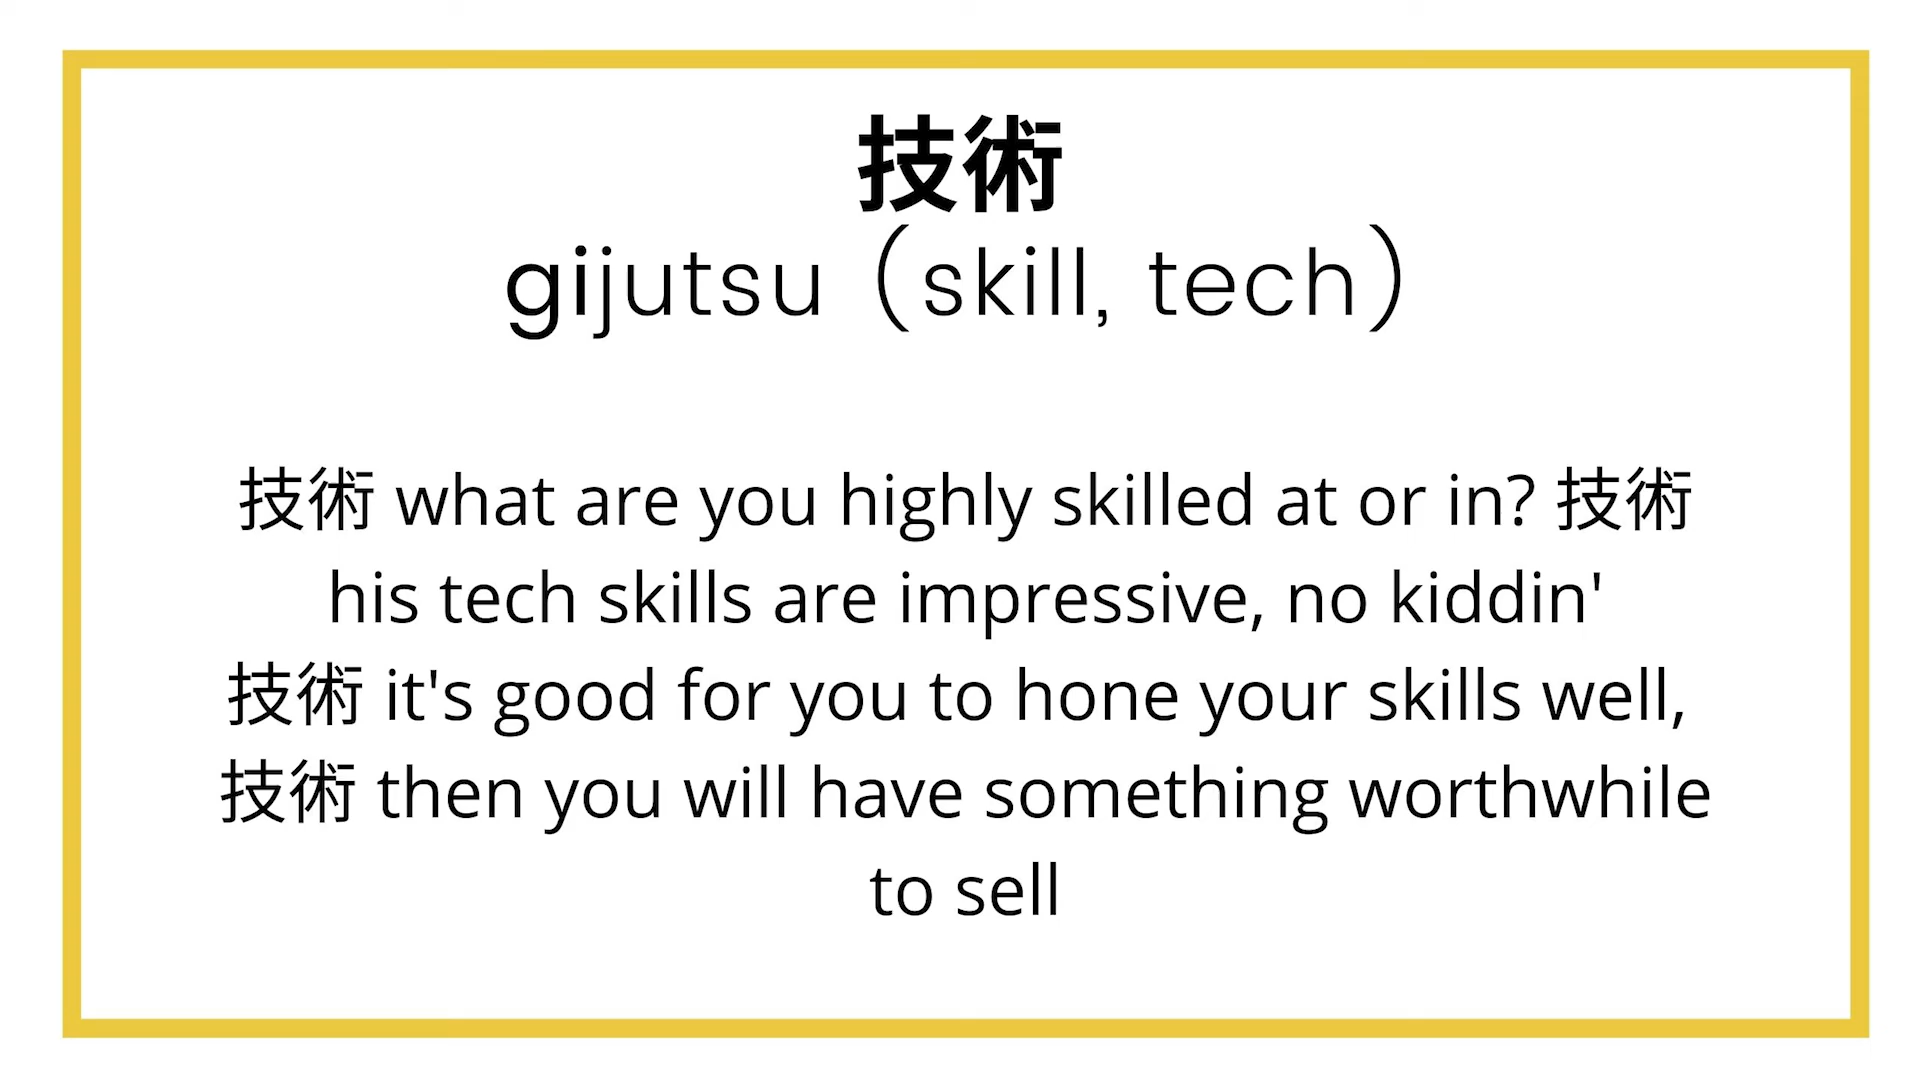 技術
gijutsu（skill, tech）
技術 what are you highly skilled at or in? 技術
his tech skills are impressive, no kiddin'
技術 it's good for you to hone your skills well,
技術 then you will have something worthwhile
to sell